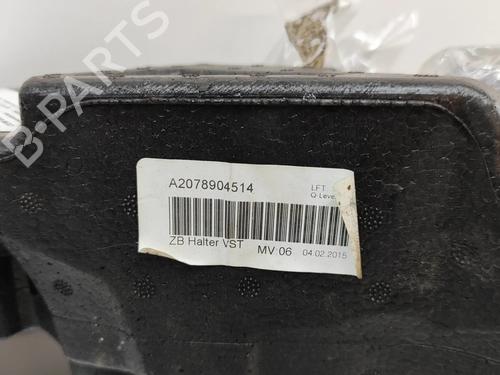 B-PARTS
A2078904514
LFT
Q-Leve
ZB Halter VST MV:06 04.02.2015